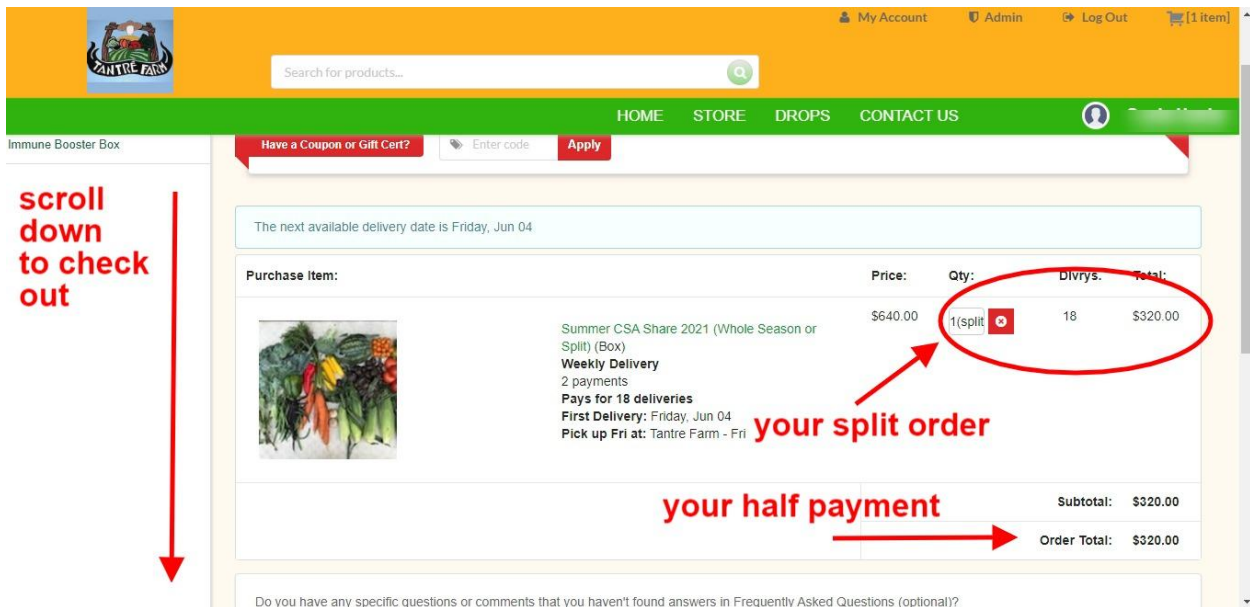 My Account Admin Log Out [1 item]
TANTRE FARM
Search for products...
HOME STORE DROPS CONTACT US
Immune Booster Box
Have a Coupon or Gift Cert? Enter code Apply
scroll
down
to check
out
The next available delivery date is Friday, Jun 04
Purchase Item: Price: Qty: Dlvrys. Total:
$640.00 1(split 18 $320.00
Summer CSA Share 2021 (Whole Season or
Split) (Box)
Weekly Delivery
2 payments
Pays for 18 deliveries
First Delivery: Friday, Jun 04
Pick up Fri at: Tantre Farm - Fri
your split order
your half payment
Subtotal: $320.00
Order Total: $320.00
Do you have any specific questions or comments that you haven't found answers in Frequently Asked Questions (optional)?